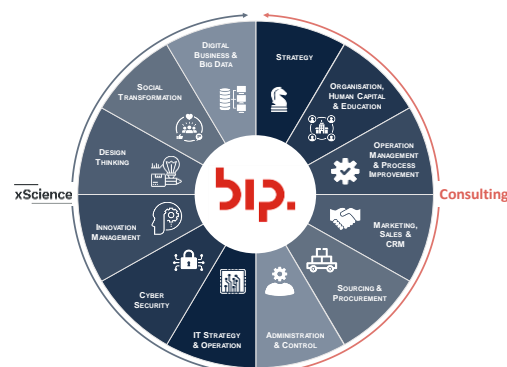 DIGITAL
BUSINESS &
BIG DATA
STRATEGY
SOCIAL
TRANSFORMATION
ORGANISATION,
HUMAN CAPITAL
& EDUCATION
DESIGN
THINKING
OPERATION
MANAGEMENT
& PROCESS
IMPROVEMENT
xScience
bip.
Consulting
INNOVATION
MANAGEMENT
MARKETING,
SALES &
CRM
CYBER
SECURITY
SOURCING &
PROCUREMENT
IT STRATEGY
& OPERATION
ADMINISTRATION
& CONTROL